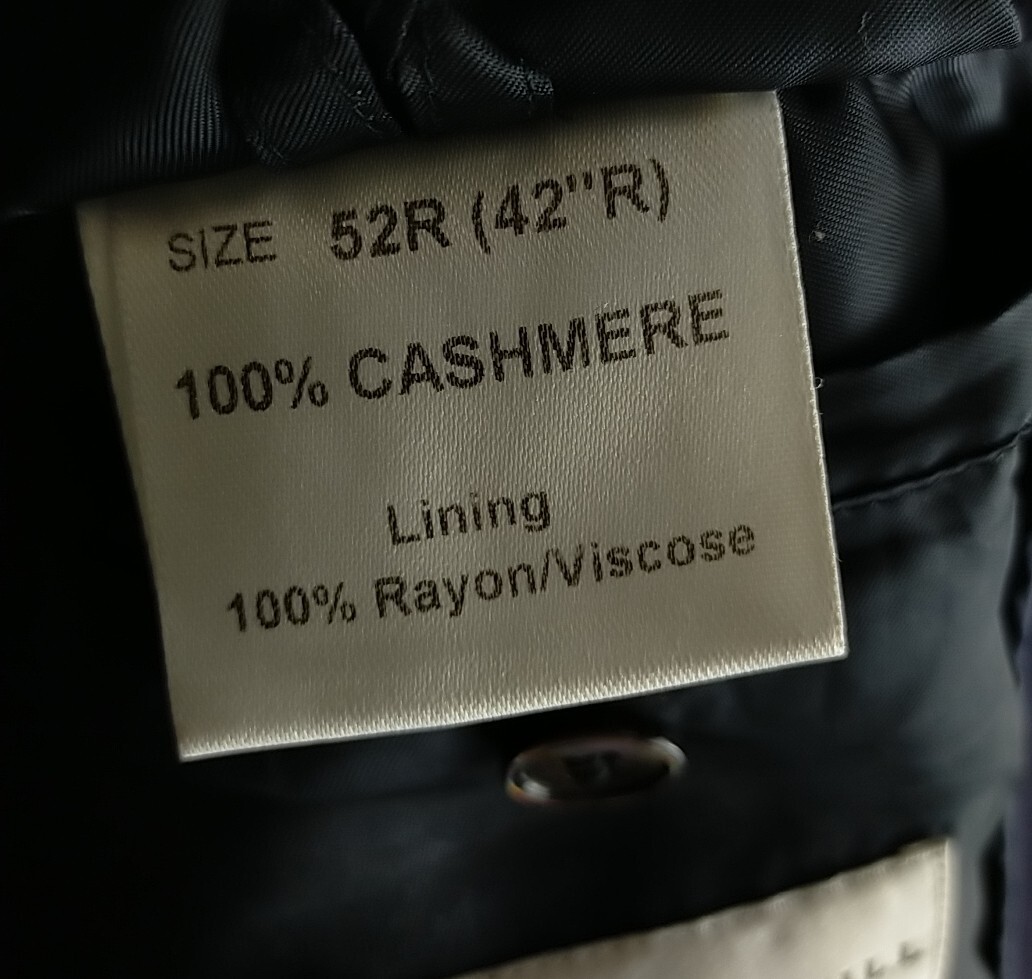 SIZE 52R (42"R)
100% CASHMERE
Lining
100% Rayon/Viscose